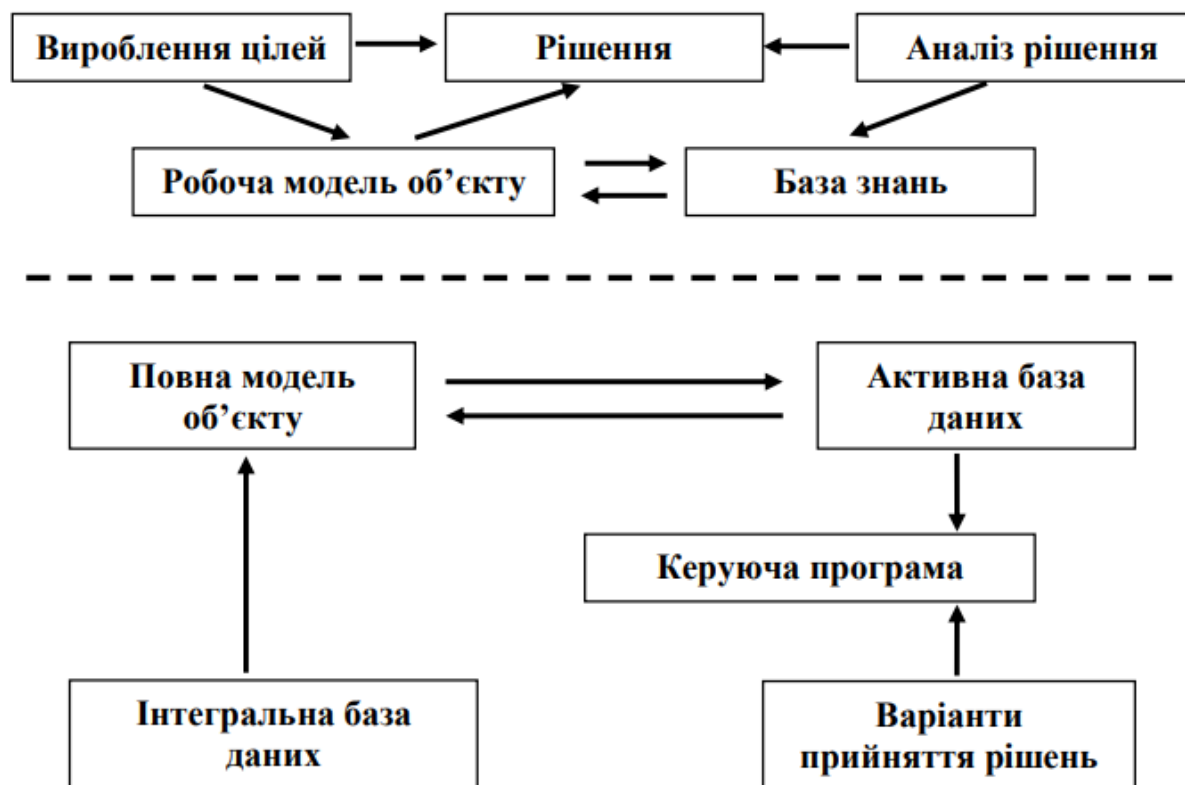 Вироблення цілей
Рішення
Аналіз рішення
Робоча модель об’єкту
База знань
Повна модель
об’єкту
Активна база
даних
Керуюча програма
Інтегральна база
даних
Варіанти
прийняття рішень